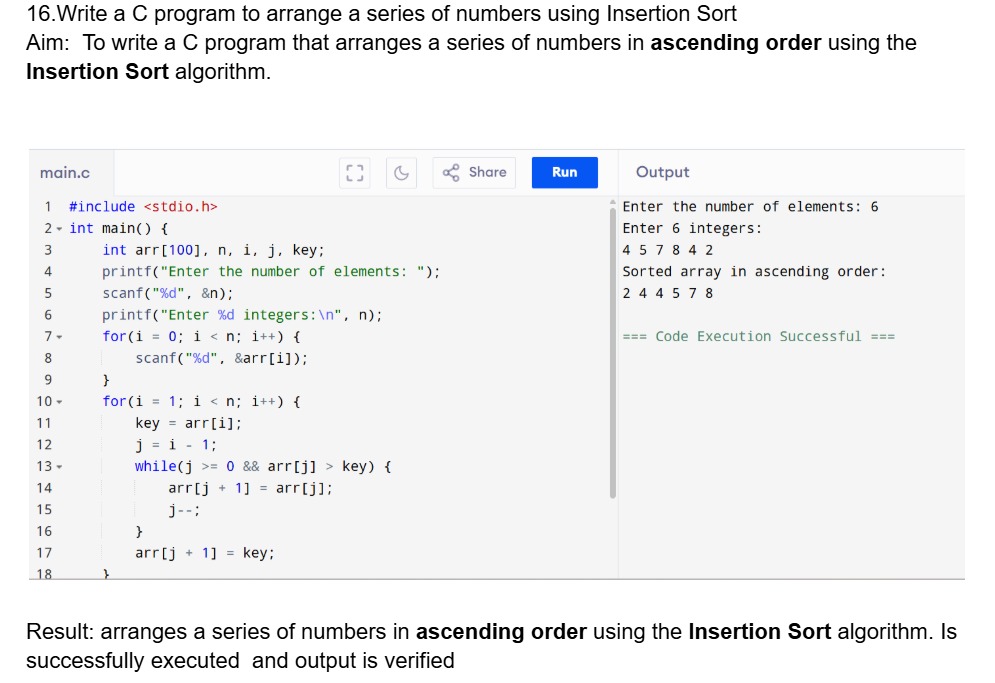 16.Write a C program to arrange a series of numbers using Insertion Sort
Aim:  To write a C program that arranges a series of numbers in ascending order using the
Insertion Sort algorithm.
main.c
Share
Run
Output
1 #include <stdio.h>
2 int main() {
3     int arr[100], n, i, j, key;
4     printf("Enter the number of elements: ");
5     scanf("%d", &n);
6     printf("Enter %d integers:\n", n);
7     for(i = 0; i < n; i++) {
8         scanf("%d", &arr[i]);
9     }
10     for(i = 1; i < n; i++) {
11         key = arr[i];
12         j = i - 1;
13         while(j >= 0 && arr[j] > key) {
14             arr[j + 1] = arr[j];
15             j--;
16         }
17         arr[j + 1] = key;
18     }
Enter the number of elements: 6
Enter 6 integers:
4 5 7 8 4 2
Sorted array in ascending order:
2 4 4 5 7 8
=== Code Execution Successful ===
Result: arranges a series of numbers in ascending order using the Insertion Sort algorithm. Is
successfully executed  and output is verified